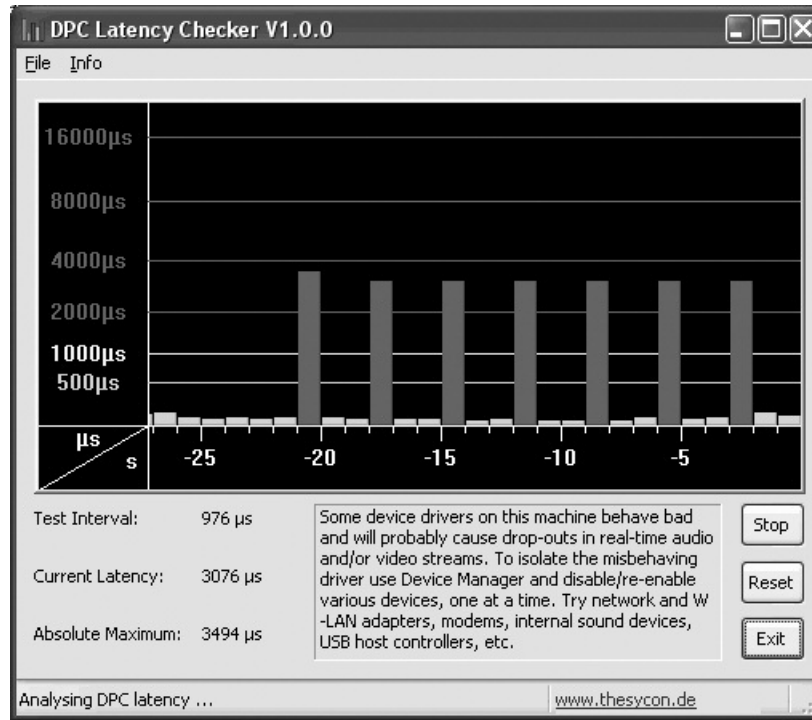 DPC Latency Checker V1.0.0
File Info
16000µs
8000µs
4000µs
2000µs
1000µs
500µs
µs
s
-25 -20 -15 -10 -5
Test Interval: 976 µs
Current Latency: 3076 µs
Absolute Maximum: 3494 µs
Some device drivers on this machine behave bad
and will probably cause drop-outs in real-time audio
and/or video streams. To isolate the misbehaving
driver use Device Manager and disable/re-enable
various devices, one at a time. Try network and W
-LAN adapters, modems, internal sound devices,
USB host controllers, etc.
Stop
Reset
Exit
Analysing DPC latency ... www.thesycon.de